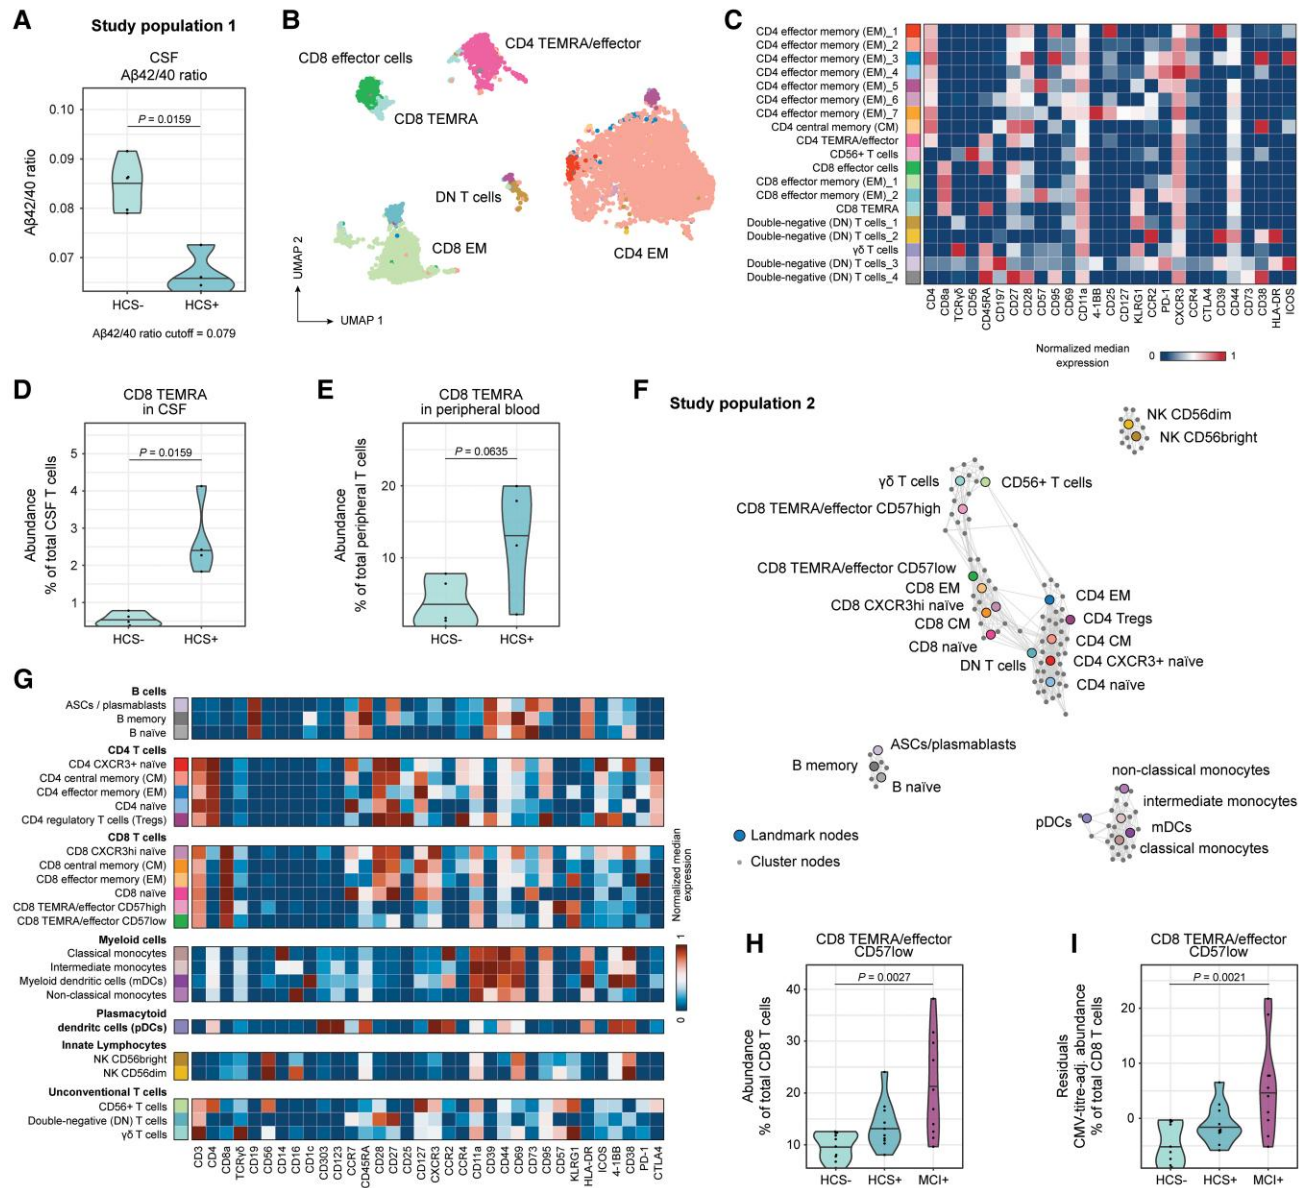 A
Study population 1
CSF
Aβ42/40 ratio
Aβ42/40 ratio
0.10
0.09
0.08
0.07
P = 0.0159
HCS-
HCS+
Aβ42/40 ratio cutoff = 0.079
B
CD4 TEMRA/effector
CD8 effector cells
CD8 TEMRA
DN T cells
CD8 EM
CD4 EM
UMAP 2
UMAP 1
C
CD4 effector memory (EM)_1
CD4 effector memory (EM)_2
CD4 effector memory (EM)_3
CD4 effector memory (EM)_4
CD4 effector memory (EM)_5
CD4 effector memory (EM)_6
CD4 effector memory (EM)_7
CD4 central memory (CM)
CD4 TEMRA/effector
CD56+ T cells
CD8 effector cells
CD8 effector memory (EM)_1
CD8 effector memory (EM)_2
CD8 TEMRA
Double-negative (DN) T cells_1
Double-negative (DN) T cells_2
γδ T cells
Double-negative (DN) T cells_3
Double-negative (DN) T cells_4
CD4
CD8a
TCRγδ
CD56
CD45RA
CD197
CD27
CD28
CD57
CD95
CD69
CD11a
4-1BB
CD25
CD127
KLRG1
CCR2
PD-1
CXCR3
CCR4
CTLA4
CD39
CD44
CD73
CD38
HLA-DR
ICOS
Normalized median
expression
0
1
D
CD8 TEMRA
in CSF
Abundance
% of total CSF T cells
5
4
3
2
1
P = 0.0159
HCS-
HCS+
E
CD8 TEMRA
in peripheral blood
Abundance
% of total peripheral T cells
20
10
P = 0.0635
HCS-
HCS+
F
Study population 2
NK CD56dim
NK CD56bright
γδ T cells
CD56+ T cells
CD8 TEMRA/effector CD57high
CD8 TEMRA/effector CD57low
CD8 EM
CD8 CXCR3hi naïve
CD8 CM
CD8 naïve
DN T cells
CD4 EM
CD4 Tregs
CD4 CM
CD4 CXCR3+ naïve
CD4 naïve
ASCs/plasmablasts
B memory
B naïve
non-classical monocytes
intermediate monocytes
pDCs
mDCs
classical monocytes
Landmark nodes
Cluster nodes
G
B cells
ASCs / plasmablasts
B memory
B naïve
CD4 T cells
CD4 CXCR3+ naïve
CD4 central memory (CM)
CD4 effector memory (EM)
CD4 naïve
CD4 regulatory T cells (Tregs)
CD8 T cells
CD8 CXCR3hi naïve
CD8 central memory (CM)
CD8 effector memory (EM)
CD8 naïve
CD8 TEMRA/effector CD57high
CD8 TEMRA/effector CD57low
Myeloid cells
Classical monocytes
Intermediate monocytes
Myeloid dendritic cells (mDCs)
Non-classical monocytes
Plasmacytoid
dendritc cells (pDCs)
Innate Lymphocytes
NK CD56bright
NK CD56dim
Unconventional T cells
CD56+ T cells
Double-negative (DN) T cells
γδ T cells
CD3
CD4
CD8a
TCRγδ
CD19
CD56
CD14
CD16
CD1c
CD303
CD123
CCR7
CD45RA
CD28
CD27
CD25
CD127
CXCR3
CCR2
CCR4
CD11a
CD39
CD44
CD69
CD73
CD95
CD57
KLRG1
HLA-DR
ICOS
4-1BB
CD38
PD-1
CTLA4
Normalized median
expression
1
0
H
CD8 TEMRA/effector
CD57low
Abundance
% of total CD8 T cells
40
30
20
10
P = 0.0027
HCS-
HCS+
MCI+
I
CD8 TEMRA/effector
CD57low
Residuals
CMV-titre-adj. abundance
% of total CD8 T cells
20
10
0
P = 0.0021
HCS-
HCS+
MCI+